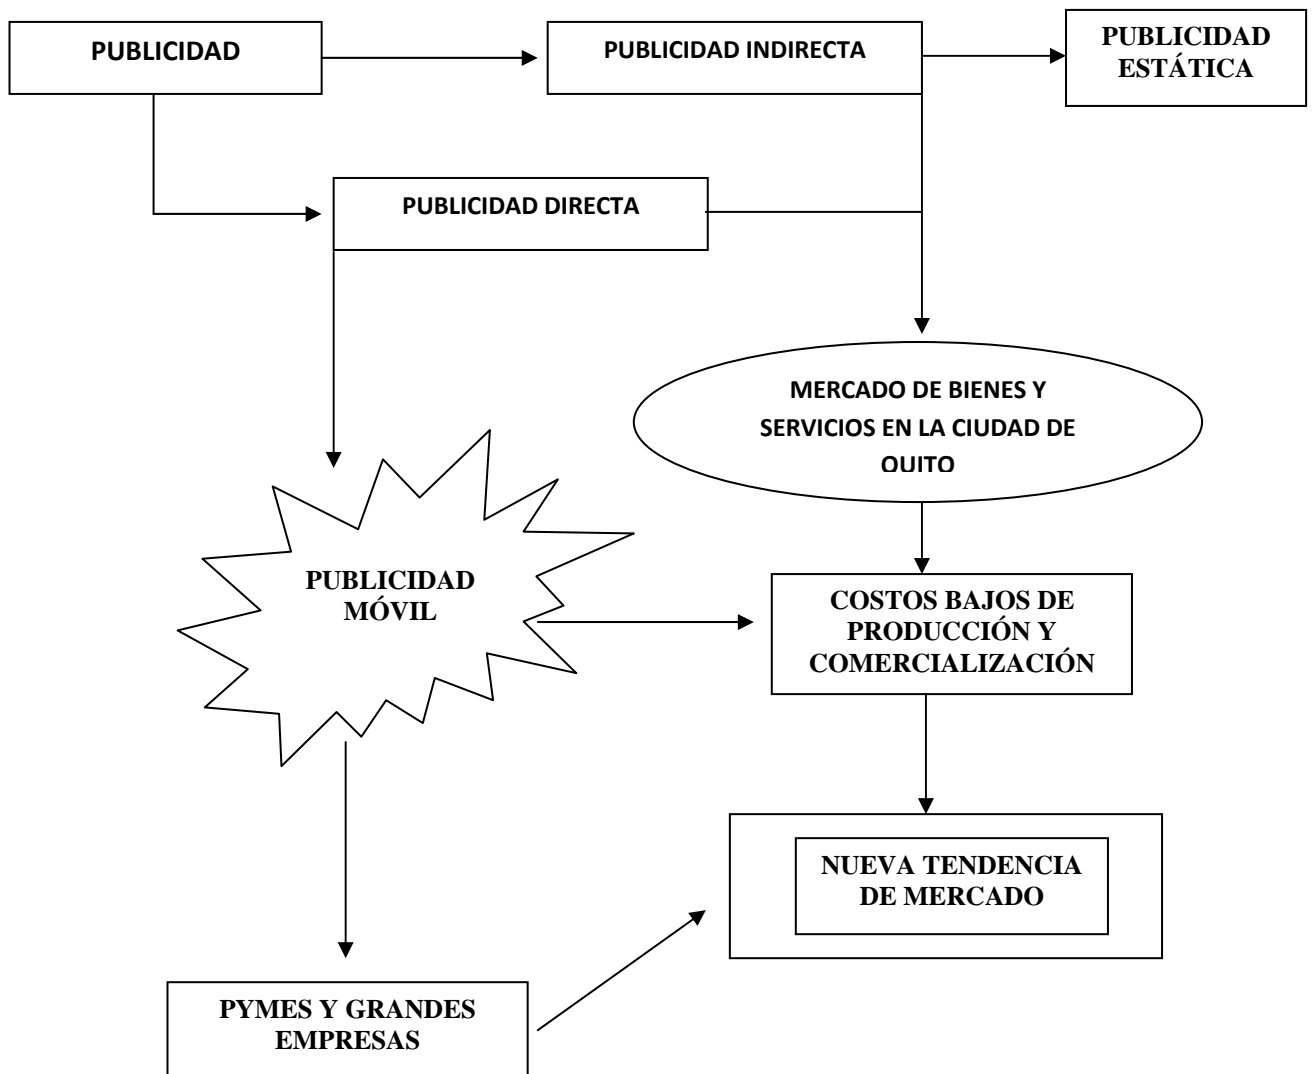 PUBLICIDAD
PUBLICIDAD INDIRECTA
PUBLICIDAD
ESTÁTICA
PUBLICIDAD DIRECTA
MERCADO DE BIENES Y
SERVICIOS EN LA CIUDAD DE
QUITO
PUBLICIDAD
MÓVIL
COSTOS BAJOS DE
PRODUCCIÓN Y
COMERCIALIZACIÓN
NUEVA TENDENCIA
DE MERCADO
PYMES Y GRANDES
EMPRESAS